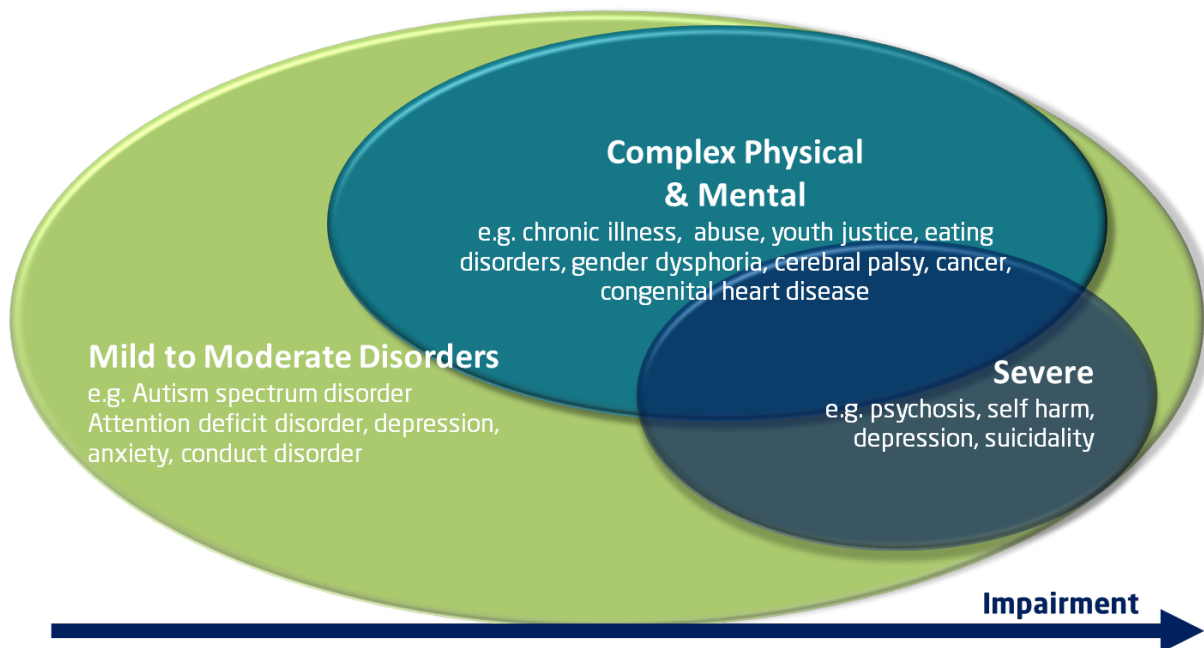 Complex Physical
& Mental
e.g. chronic illness, abuse, youth justice, eating
disorders, gender dysphoria, cerebral palsy, cancer,
congenital heart disease
Mild to Moderate Disorders
e.g. Autism spectrum disorder
Attention deficit disorder, depression,
anxiety, conduct disorder
Severe
e.g. psychosis, self harm,
depression, suicidality
Impairment